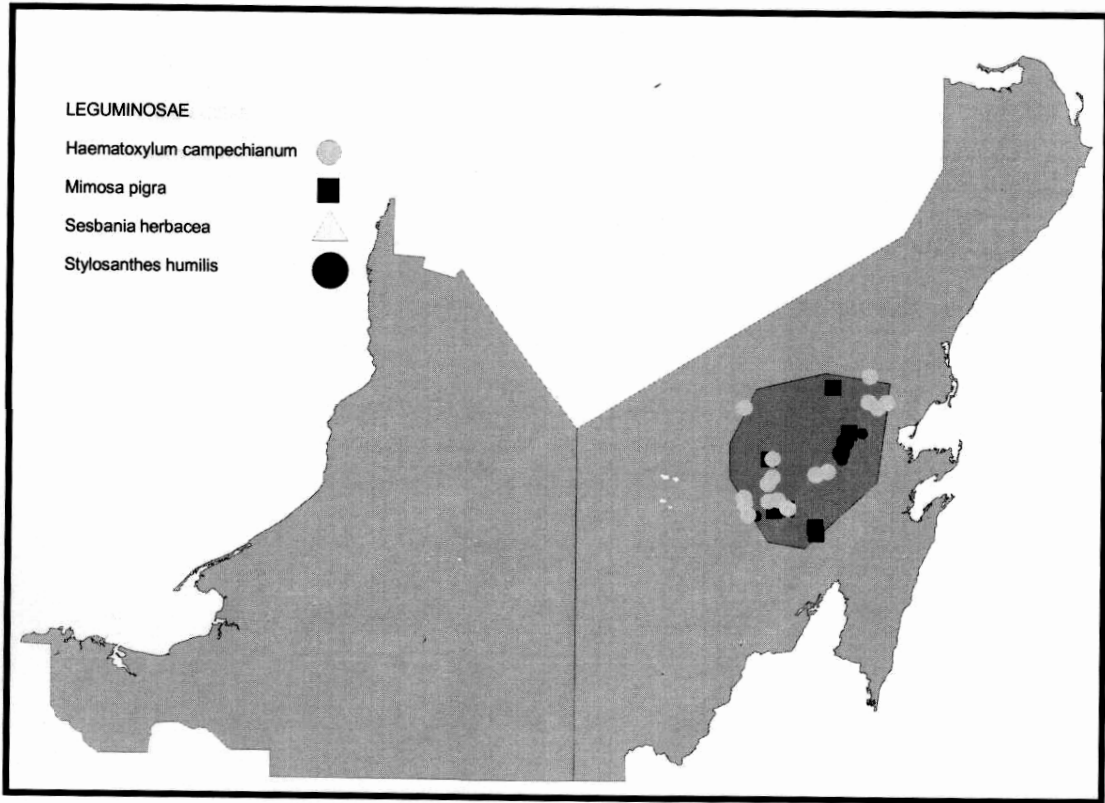 LEGUMINOSAE
Haematoxylum campechianum
Mimosa pigra
Sesbania herbacea
Stylosanthes humilis